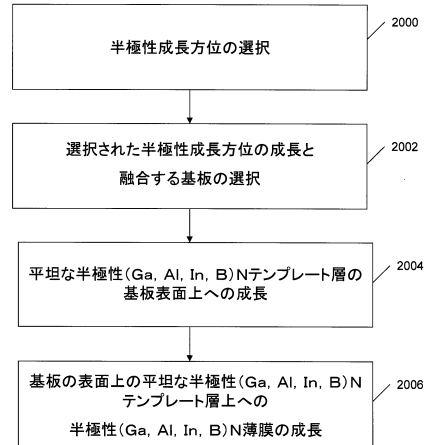 半極性成長方位の選択
2000
選択された半極性成長方位の成長と
融合する基板の選択
2002
平坦な半極性(Ga, Al, In, B)Nテンプレート層の
基板表面上への成長
2004
基板の表面上の平坦な半極性(Ga, Al, In, B)N
テンプレート層上への
半極性(Ga, Al, In, B)N薄膜の成長
2006